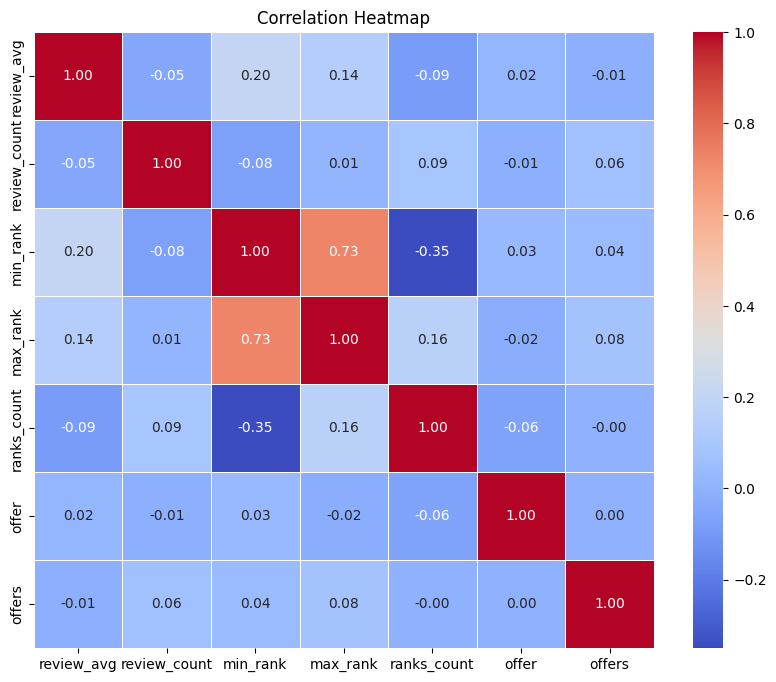 Correlation Heatmap
review_avg 1.00 -0.05 0.20 0.14 -0.09 0.02 -0.01
review_count -0.05 1.00 -0.08 0.01 0.09 -0.01 0.06
min_rank 0.20 -0.08 1.00 0.73 -0.35 0.03 0.04
max_rank 0.14 0.01 0.73 1.00 0.16 -0.02 0.08
ranks_count -0.09 0.09 -0.35 0.16 1.00 -0.06 -0.00
offer 0.02 -0.01 0.03 -0.02 -0.06 1.00 0.00
offers -0.01 0.06 0.04 0.08 -0.00 0.00 1.00
review_avg review_count min_rank max_rank ranks_count offer offers
1.0
0.8
0.6
0.4
0.2
0.0
−0.2